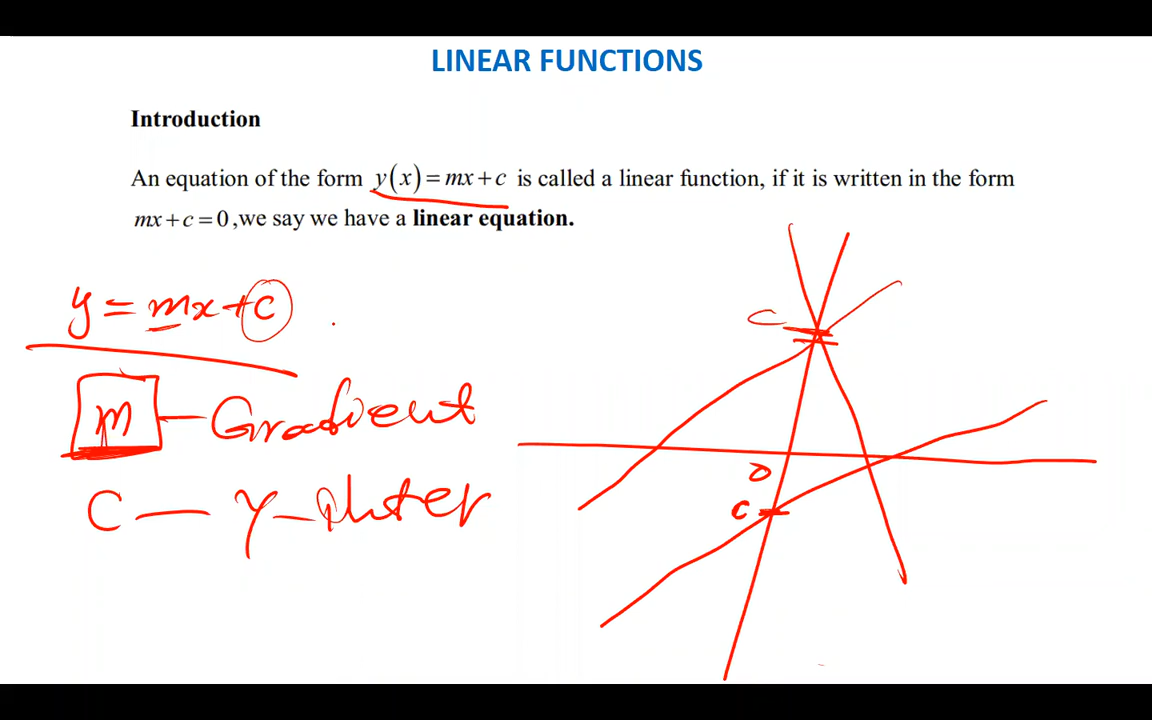 LINEAR FUNCTIONS
Introduction
An equation of the form y(x) = mx + c is called a linear function, if it is written in the form
mx + c = 0 ,we say we have a linear equation.
y = mx + c
m – Gradient
C — Y – Inter
C
O
C